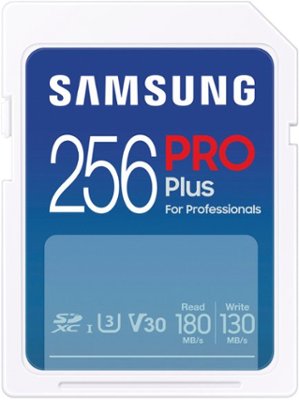 SAMSUNG
256 PRO
Plus
For Professionals
Read Write
SDXC I U3 V30 180 130
MB/s MB/s